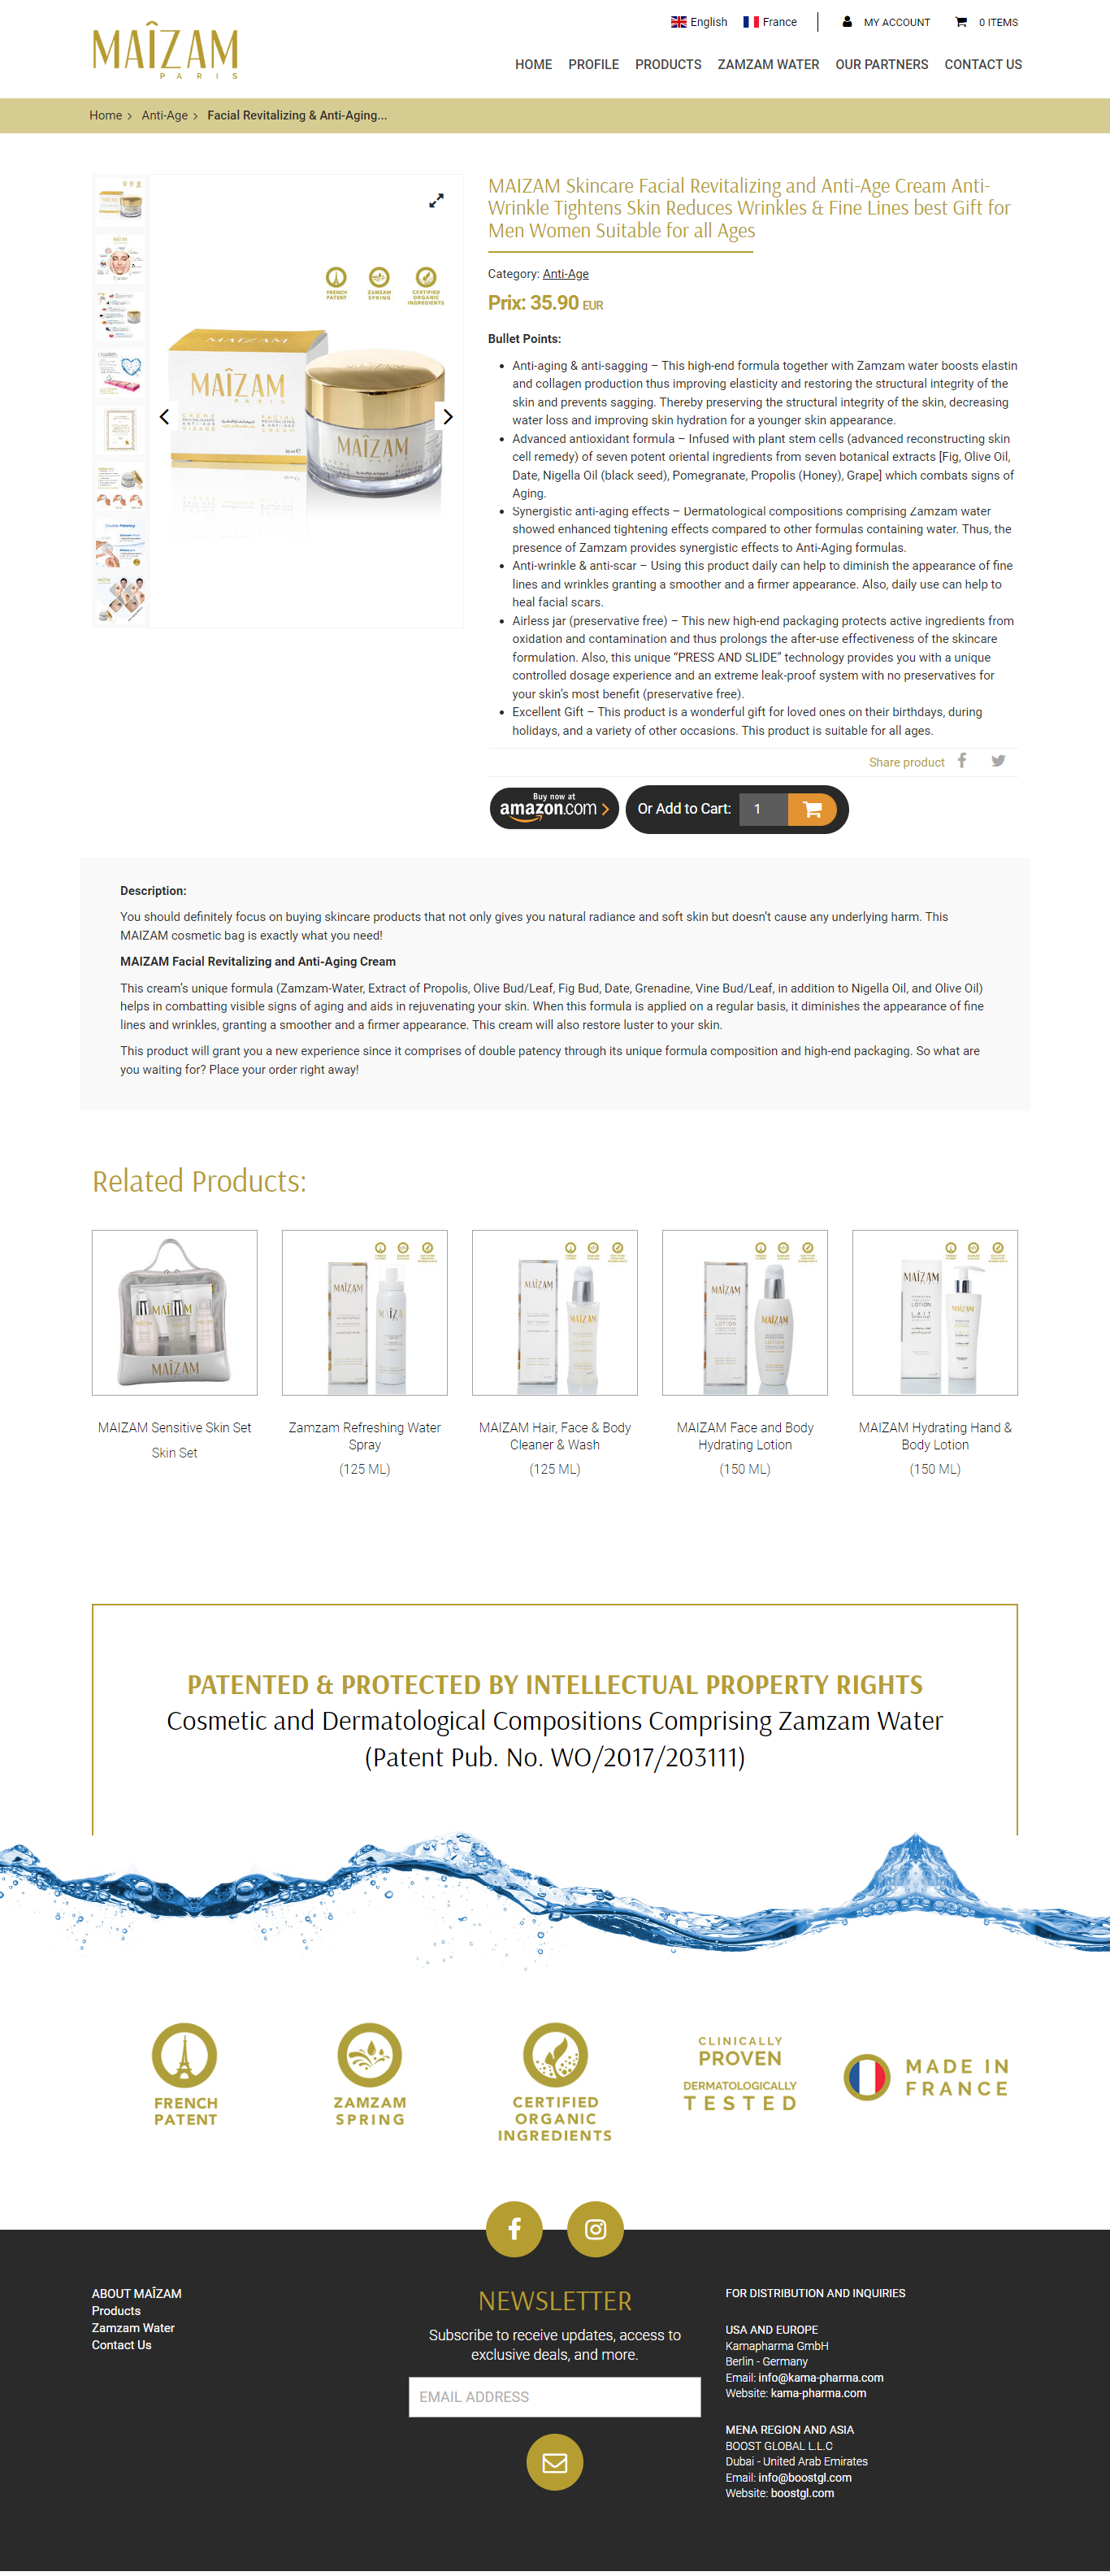 MAÎZAM
PARIS
English
France
MY ACCOUNT
0 ITEMS
HOME
PROFILE
PRODUCTS
ZAMZAM WATER
OUR PARTNERS
CONTACT US
Home
Anti-Age
Facial Revitalizing & Anti-Aging...
FRENCH PATENT
ZAMZAM SPRING
CERTIFIED ORGANIC INGREDIENTS
MAÎZAM
MAÎZAM
PARIS
MAÎZAM
MAIZAM Skincare Facial Revitalizing and Anti-Age Cream Anti-
Wrinkle Tightens Skin Reduces Wrinkles & Fine Lines best Gift for
Men Women Suitable for all Ages
Category: Anti-Age
Prix: 35.90 EUR
Bullet Points:
Anti-aging & anti-sagging – This high-end formula together with Zamzam water boosts elastin
and collagen production thus improving elasticity and restoring the structural integrity of the
skin and prevents sagging. Thereby preserving the structural integrity of the skin, decreasing
water loss and improving skin hydration for a younger skin appearance.
Advanced antioxidant formula – Infused with plant stem cells (advanced reconstructing skin
cell remedy) of seven potent oriental ingredients from seven botanical extracts [Fig, Olive Oil,
Date, Nigella Oil (black seed), Pomegranate, Propolis (Honey), Grape] which combats signs of
Aging.
Synergistic anti-aging effects – Dermatological compositions comprising Zamzam water
showed enhanced tightening effects compared to other formulas containing water. Thus, the
presence of Zamzam provides synergistic effects to Anti-Aging formulas.
Anti-wrinkle & anti-scar – Using this product daily can help to diminish the appearance of fine
lines and wrinkles granting a smoother and a firmer appearance. Also, daily use can help to
heal facial scars.
Airless jar (preservative free) – This new high-end packaging protects active ingredients from
oxidation and contamination and thus prolongs the after-use effectiveness of the skincare
formulation. Also, this unique “PRESS AND SLIDE” technology provides you with a unique
controlled dosage experience and an extreme leak-proof system with no preservatives for
your skin’s most benefit (preservative free).
Excellent Gift – This product is a wonderful gift for loved ones on their birthdays, during
holidays, and a variety of other occasions. This product is suitable for all ages.
Share product
Buy now at
amazon.com
Or Add to Cart:
1
Description:
You should definitely focus on buying skincare products that not only gives you natural radiance and soft skin but doesn’t cause any underlying harm. This
MAIZAM cosmetic bag is exactly what you need!
MAIZAM Facial Revitalizing and Anti-Aging Cream
This cream’s unique formula (Zamzam-Water, Extract of Propolis, Olive Bud/Leaf, Fig Bud, Date, Grenadine, Vine Bud/Leaf, in addition to Nigella Oil, and Olive Oil)
helps in combatting visible signs of aging and aids in rejuvenating your skin. When this formula is applied on a regular basis, it diminishes the appearance of fine
lines and wrinkles, granting a smoother and a firmer appearance. This cream will also restore luster to your skin.
This product will grant you a new experience since it comprises of double patency through its unique formula composition and high-end packaging. So what are
you waiting for? Place your order right away!
Related Products:
MAIZAM Sensitive Skin Set
Skin Set
Zamzam Refreshing Water
Spray
(125 ML)
MAIZAM Hair, Face & Body
Cleaner & Wash
(125 ML)
MAIZAM Face and Body
Hydrating Lotion
(150 ML)
MAIZAM Hydrating Hand &
Body Lotion
(150 ML)
PATENTED & PROTECTED BY INTELLECTUAL PROPERTY RIGHTS
Cosmetic and Dermatological Compositions Comprising Zamzam Water
(Patent Pub. No. WO/2017/203111)
FRENCH
PATENT
ZAMZAM
SPRING
CERTIFIED
ORGANIC
INGREDIENTS
CLINICALLY
PROVEN
DERMATOLOGICALLY
TESTED
MADE IN
FRANCE
ABOUT MAÎZAM
Products
Zamzam Water
Contact Us
NEWSLETTER
Subscribe to receive updates, access to
exclusive deals, and more.
EMAIL ADDRESS
FOR DISTRIBUTION AND INQUIRIES
USA AND EUROPE
Kamapharma GmbH
Berlin - Germany
Email: info@kama-pharma.com
Website: kama-pharma.com
MENA REGION AND ASIA
BOOST GLOBAL L.L.C
Dubai - United Arab Emirates
Email: info@boostgl.com
Website: boostgl.com